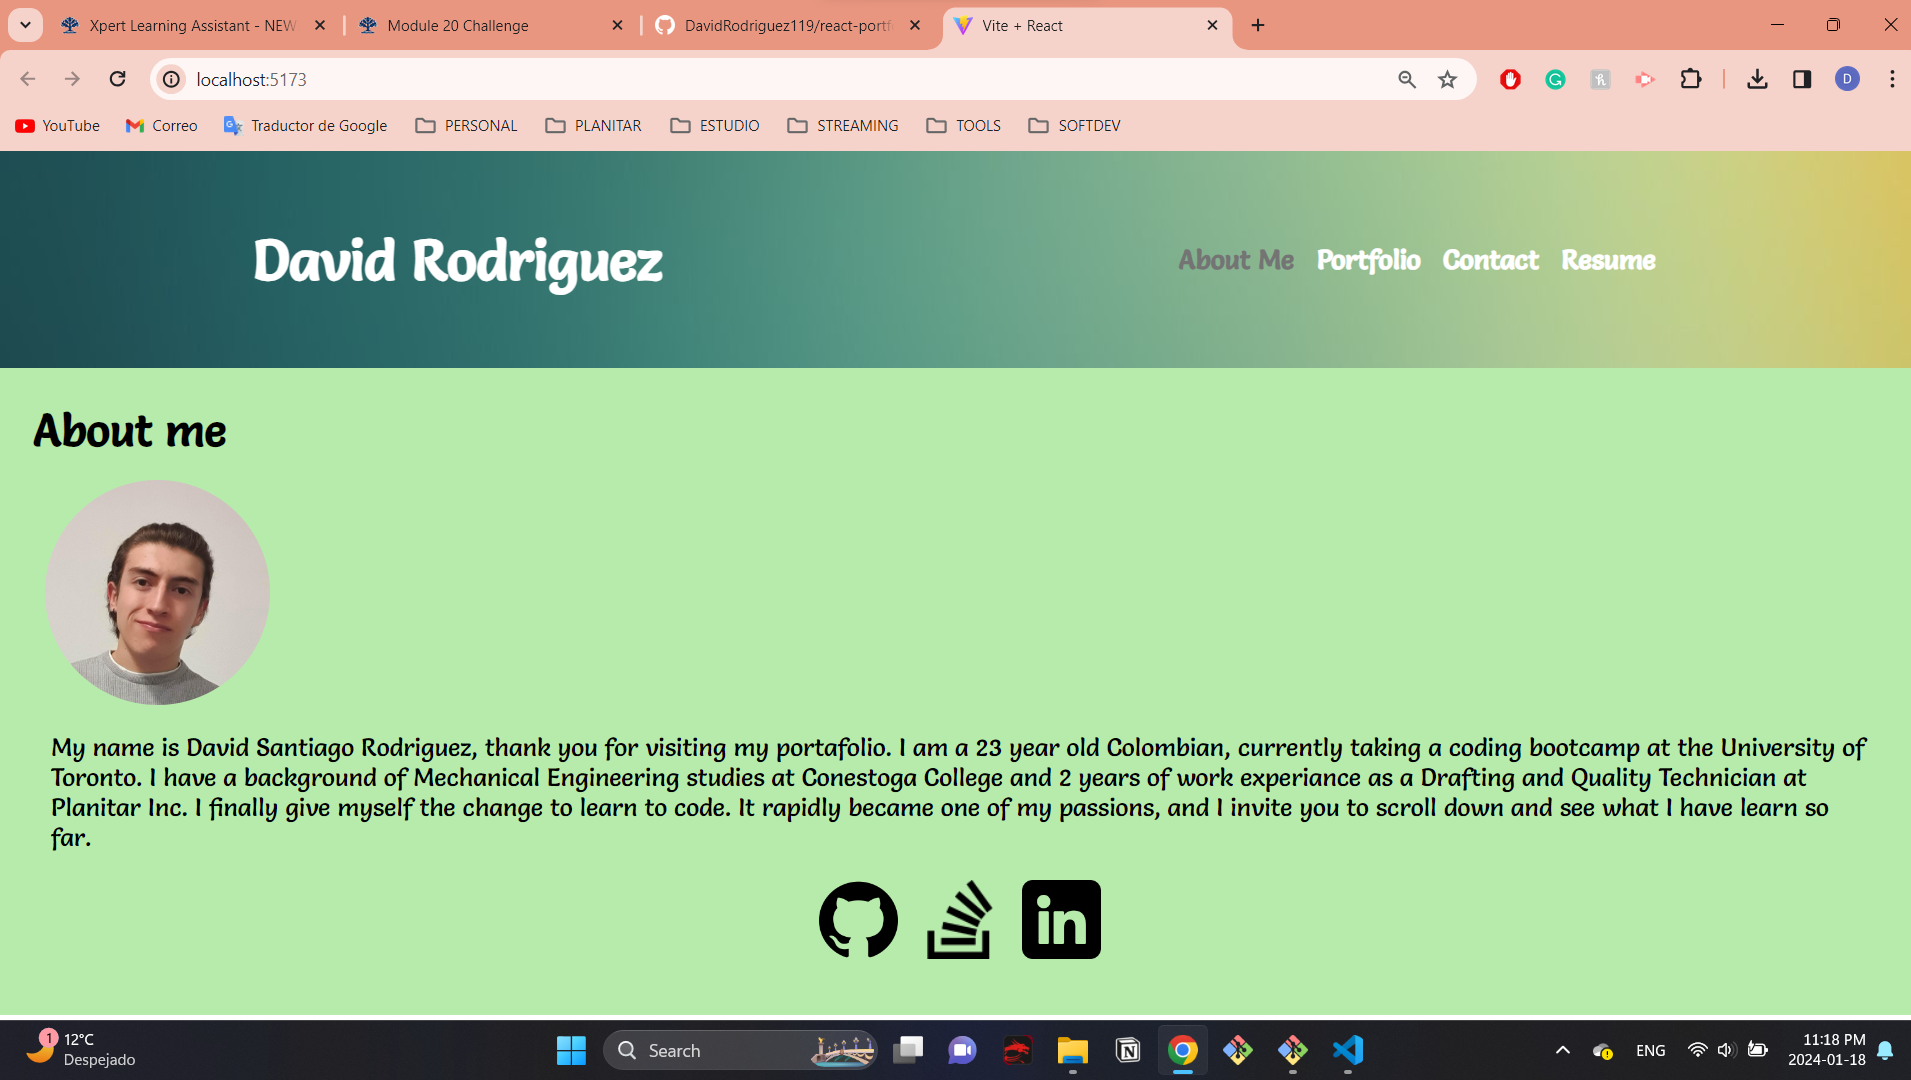 Xpert Learning Assistant - NEW
Module 20 Challenge
DavidRodriguez119/react-portf
Vite + React
localhost:5173
D
YouTube
Correo
Traductor de Google
PERSONAL
PLANITAR
ESTUDIO
STREAMING
TOOLS
SOFTDEV
David Rodriguez
About Me Portfolio Contact Resume
About me
My name is David Santiago Rodriguez, thank you for visiting my portafolio. I am a 23 year old Colombian, currently taking a coding bootcamp at the University of
Toronto. I have a background of Mechanical Engineering studies at Conestoga College and 2 years of work experiance as a Drafting and Quality Technician at
Planitar Inc. I finally give myself the change to learn to code. It rapidly became one of my passions, and I invite you to scroll down and see what I have learn so
far.
in
1
12°C
Despejado
Search
ENG
11:18 PM
2024-01-18